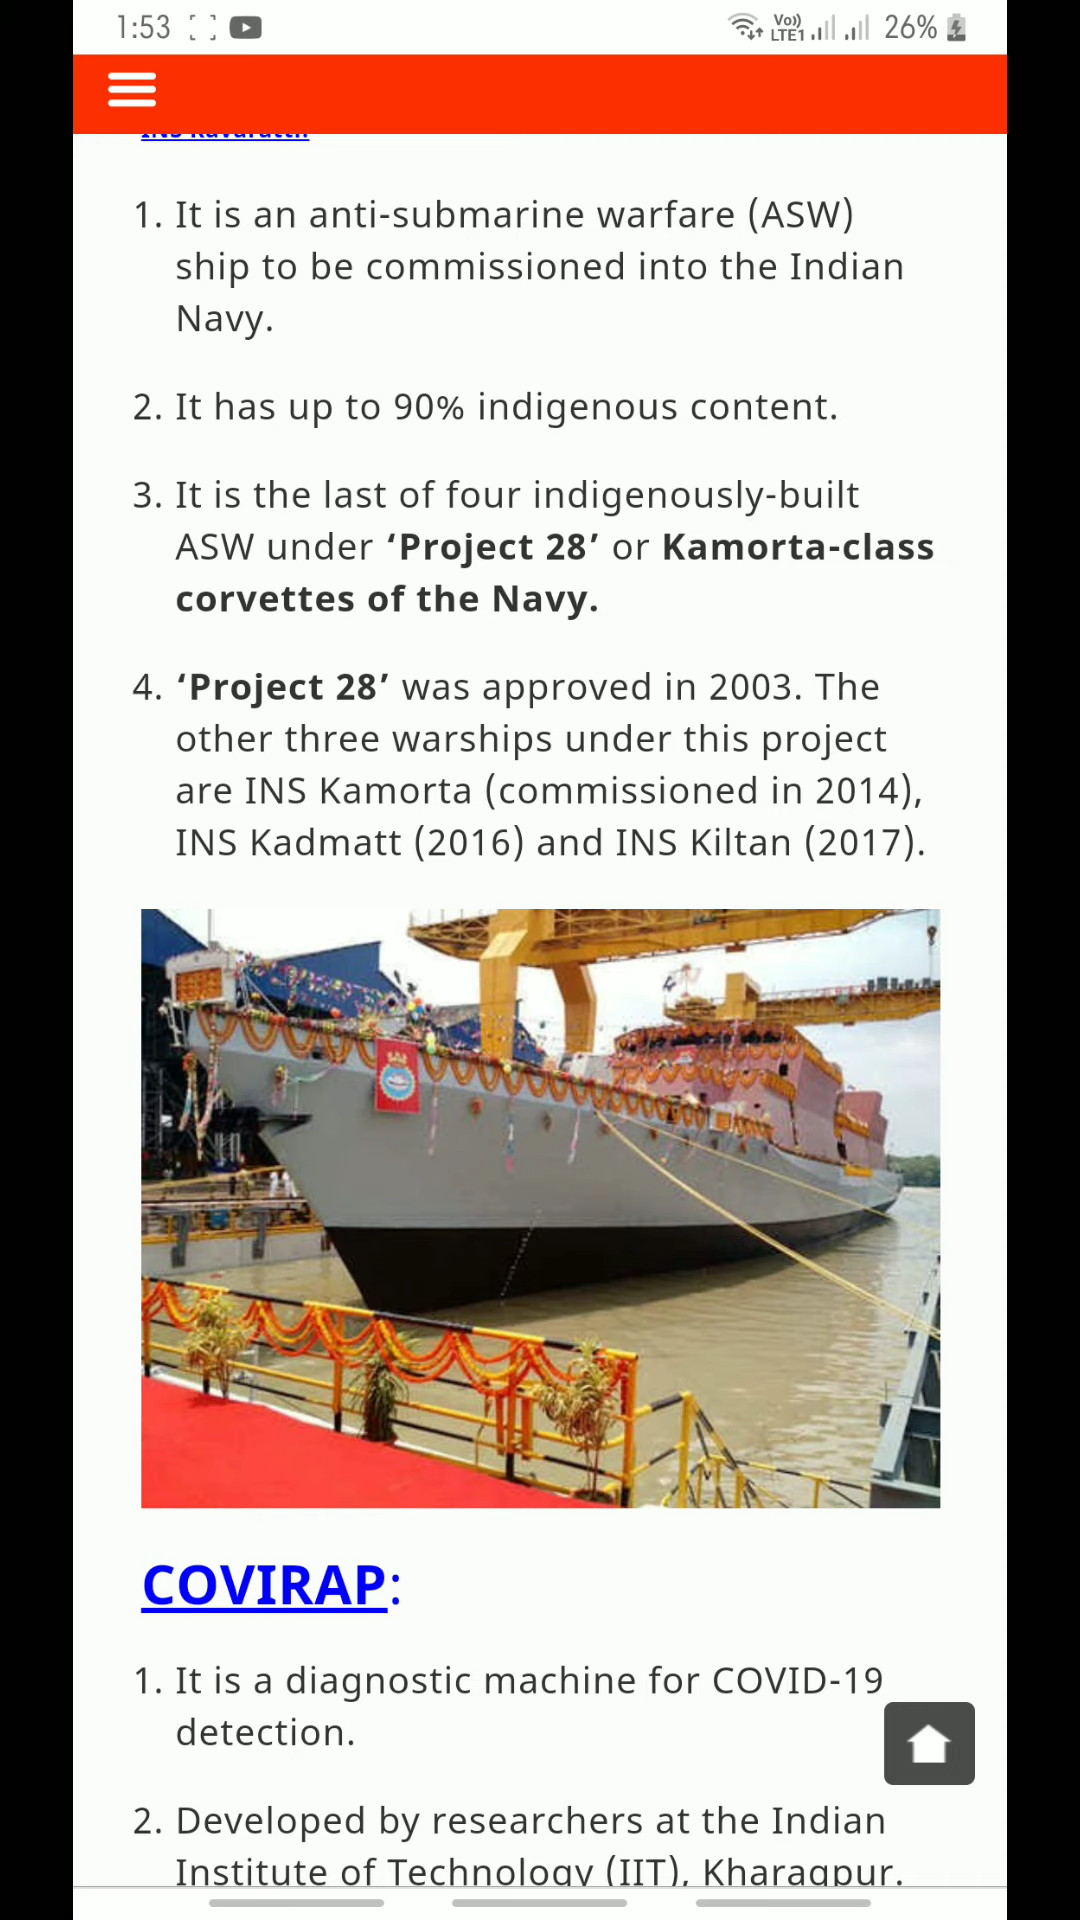 1:53
Vo))
LTE1
26%
INS Kavaratti:
1. It is an anti-submarine warfare (ASW)
ship to be commissioned into the Indian
Navy.
2. It has up to 90% indigenous content.
3. It is the last of four indigenously-built
ASW under ‘Project 28’ or Kamorta-class
corvettes of the Navy.
4. ‘Project 28’ was approved in 2003. The
other three warships under this project
are INS Kamorta (commissioned in 2014),
INS Kadmatt (2016) and INS Kiltan (2017).
COVIRAP:
1. It is a diagnostic machine for COVID-19
detection.
2. Developed by researchers at the Indian
Institute of Technology (IIT), Kharagpur.